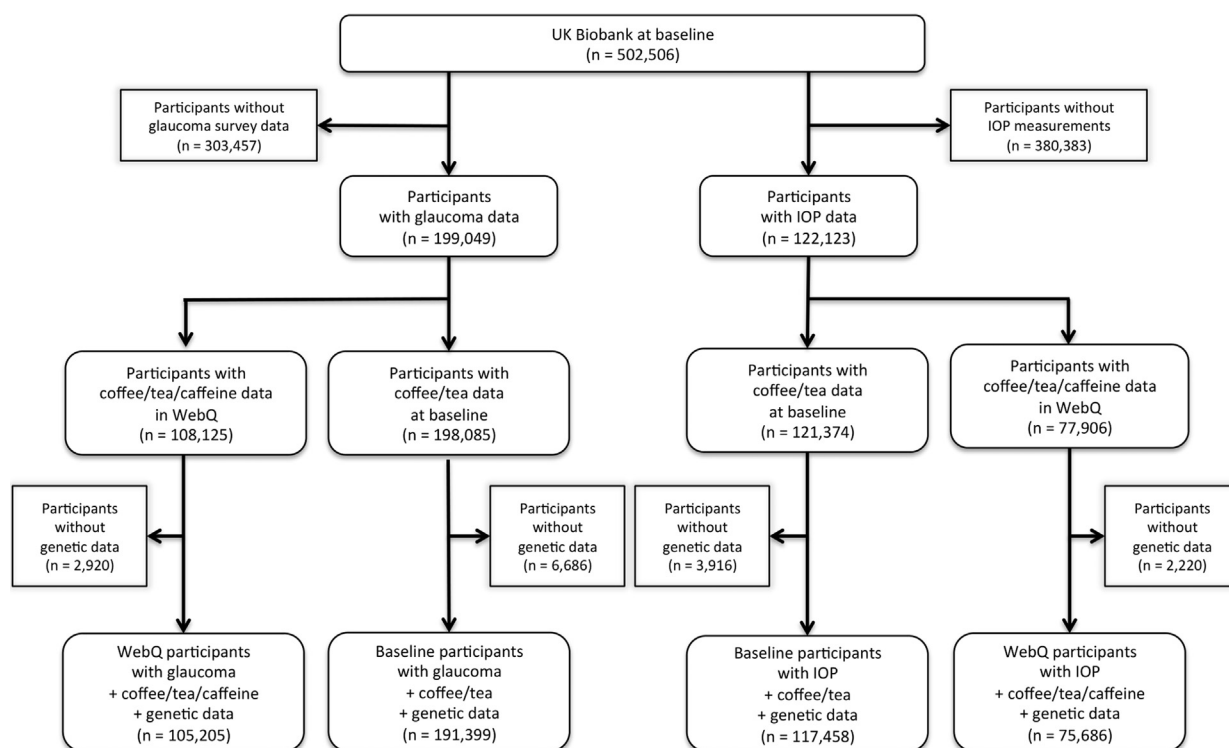 UK Biobank at baseline
(n = 502,506)
Participants without
glaucoma survey data
(n = 303,457)
Participants without
IOP measurements
(n = 380,383)
Participants
with glaucoma data
(n = 199,049)
Participants
with IOP data
(n = 122,123)
Participants with
coffee/tea/caffeine data
in WebQ
(n = 108,125)
Participants with
coffee/tea data
at baseline
(n = 198,085)
Participants with
coffee/tea data
at baseline
(n = 121,374)
Participants with
coffee/tea/caffeine data
in WebQ
(n = 77,906)
Participants
without
genetic data
(n = 2,920)
Participants
without
genetic data
(n = 6,686)
Participants
without
genetic data
(n = 3,916)
Participants
without
genetic data
(n = 2,220)
WebQ participants
with glaucoma
+ coffee/tea/caffeine
+ genetic data
(n = 105,205)
Baseline participants
with glaucoma
+ coffee/tea
+ genetic data
(n = 191,399)
Baseline participants
with IOP
+ coffee/tea
+ genetic data
(n = 117,458)
WebQ participants
with IOP
+ coffee/tea/caffeine
+ genetic data
(n = 75,686)